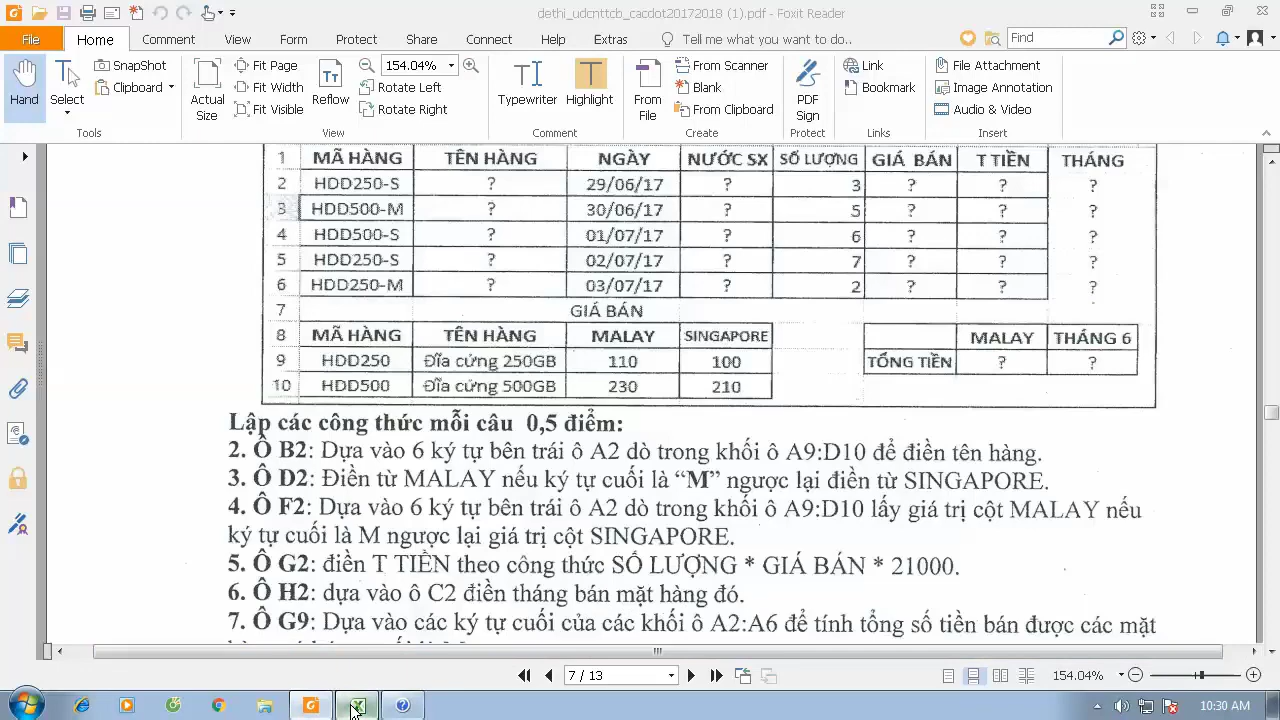 dethi_udcnttcb_cacdot20172018 (1).pdf - Foxit Reader
File Home Comment View Form Protect Share Connect Help Extras Tell me what you want to do.. Find
Hand
Select
SnapShot
Clipboard
Tools
Actual Size
Fit Page
Fit Width
Fit Visible
Reflow
154.04%
Rotate Left
Rotate Right
View
Typewriter
Highlight
Comment
From File
From Scanner
Blank
From Clipboard
Create
PDF Sign
Protect
Link
Bookmark
Links
File Attachment
Image Annotation
Audio & Video
Insert
1 MÃ HÀNG TÊN HÀNG NGÀY NƯỚC SX SỐ LƯỢNG GIÁ BÁN T TIỀN THÁNG
2 HDD250-S ? 29/06/17 ? 3 ? ? ?
3 HDD500-M ? 30/06/17 ? 5 ? ? ?
4 HDD500-S ? 01/07/17 ? 6 ? ? ?
5 HDD250-S ? 02/07/17 ? 7 ? ? ?
6 HDD250-M ? 03/07/17 ? 2 ? ? ?
7 GIÁ BÁN
8 MÃ HÀNG TÊN HÀNG MALAY SINGAPORE MALAY THÁNG 6
9 HDD250 Đĩa cứng 250GB 110 100 TỔNG TIỀN ? ?
10 HDD500 Đĩa cứng 500GB 230 210
Lập các công thức mỗi câu 0,5 điểm:
2. Ô B2: Dựa vào 6 ký tự bên trái ô A2 dò trong khối ô A9:D10 để điền tên hàng.
3. Ô D2: Điền từ MALAY nếu ký tự cuối là “M” ngược lại điền từ SINGAPORE.
4. Ô F2: Dựa vào 6 ký tự bên trái ô A2 dò trong khối ô A9:D10 lấy giá trị cột MALAY nếu
ký tự cuối là M ngược lại giá trị cột SINGAPORE.
5. Ô G2: điền T TIỀN theo công thức SỐ LƯỢNG * GIÁ BÁN * 21000.
6. Ô H2: dựa vào ô C2 điền tháng bán mặt hàng đó.
7. Ô G9: Dựa vào các ký tự cuối của các khối ô A2:A6 để tính tổng số tiền bán được các mặt
7 / 13 154.04%
10:30 AM